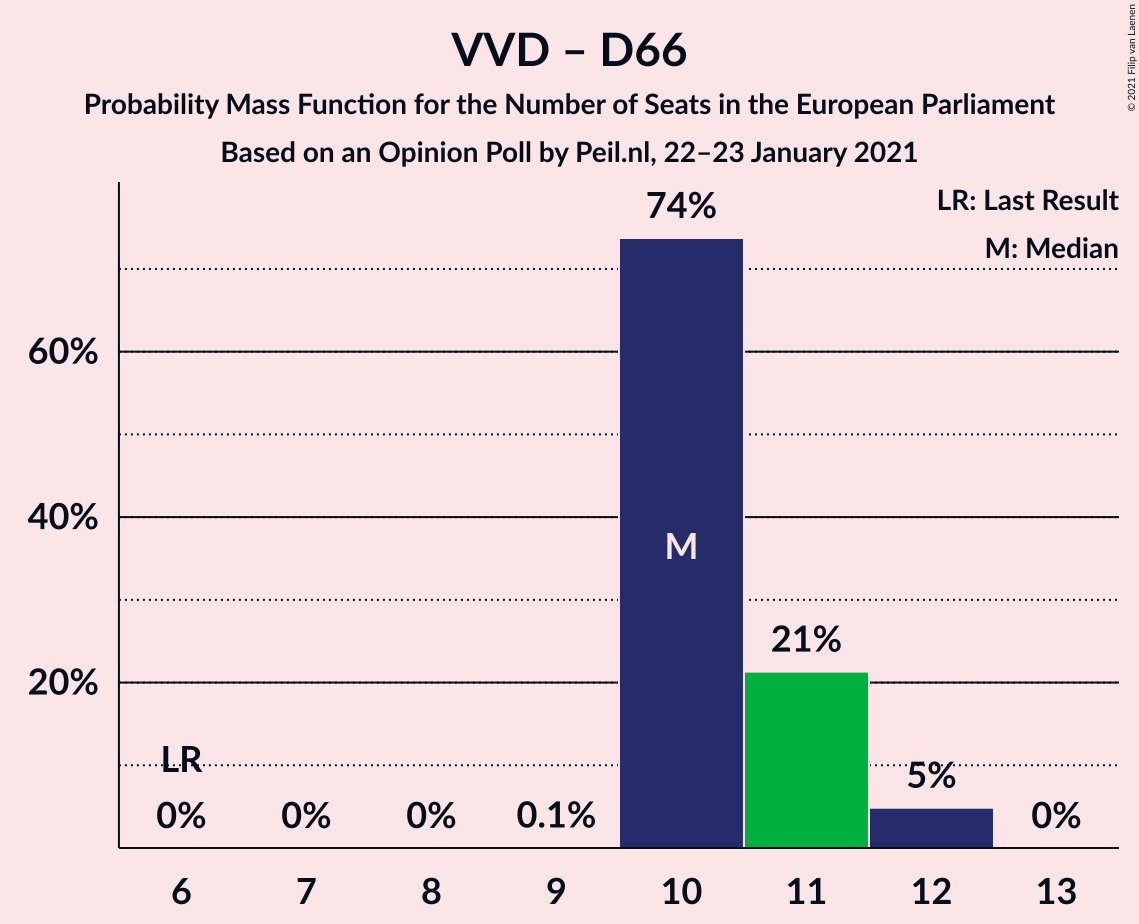 VVD – D66
Probability Mass Function for the Number of Seats in the European Parliament
Based on an Opinion Poll by Peil.nl, 22–23 January 2021
© 2021 Filip van Laenen
LR: Last Result
M: Median
74%
60%
40%
M
21%
20%
LR
5%
0% 0% 0% 0.1% 0%
6 7 8 9 10 11 12 13